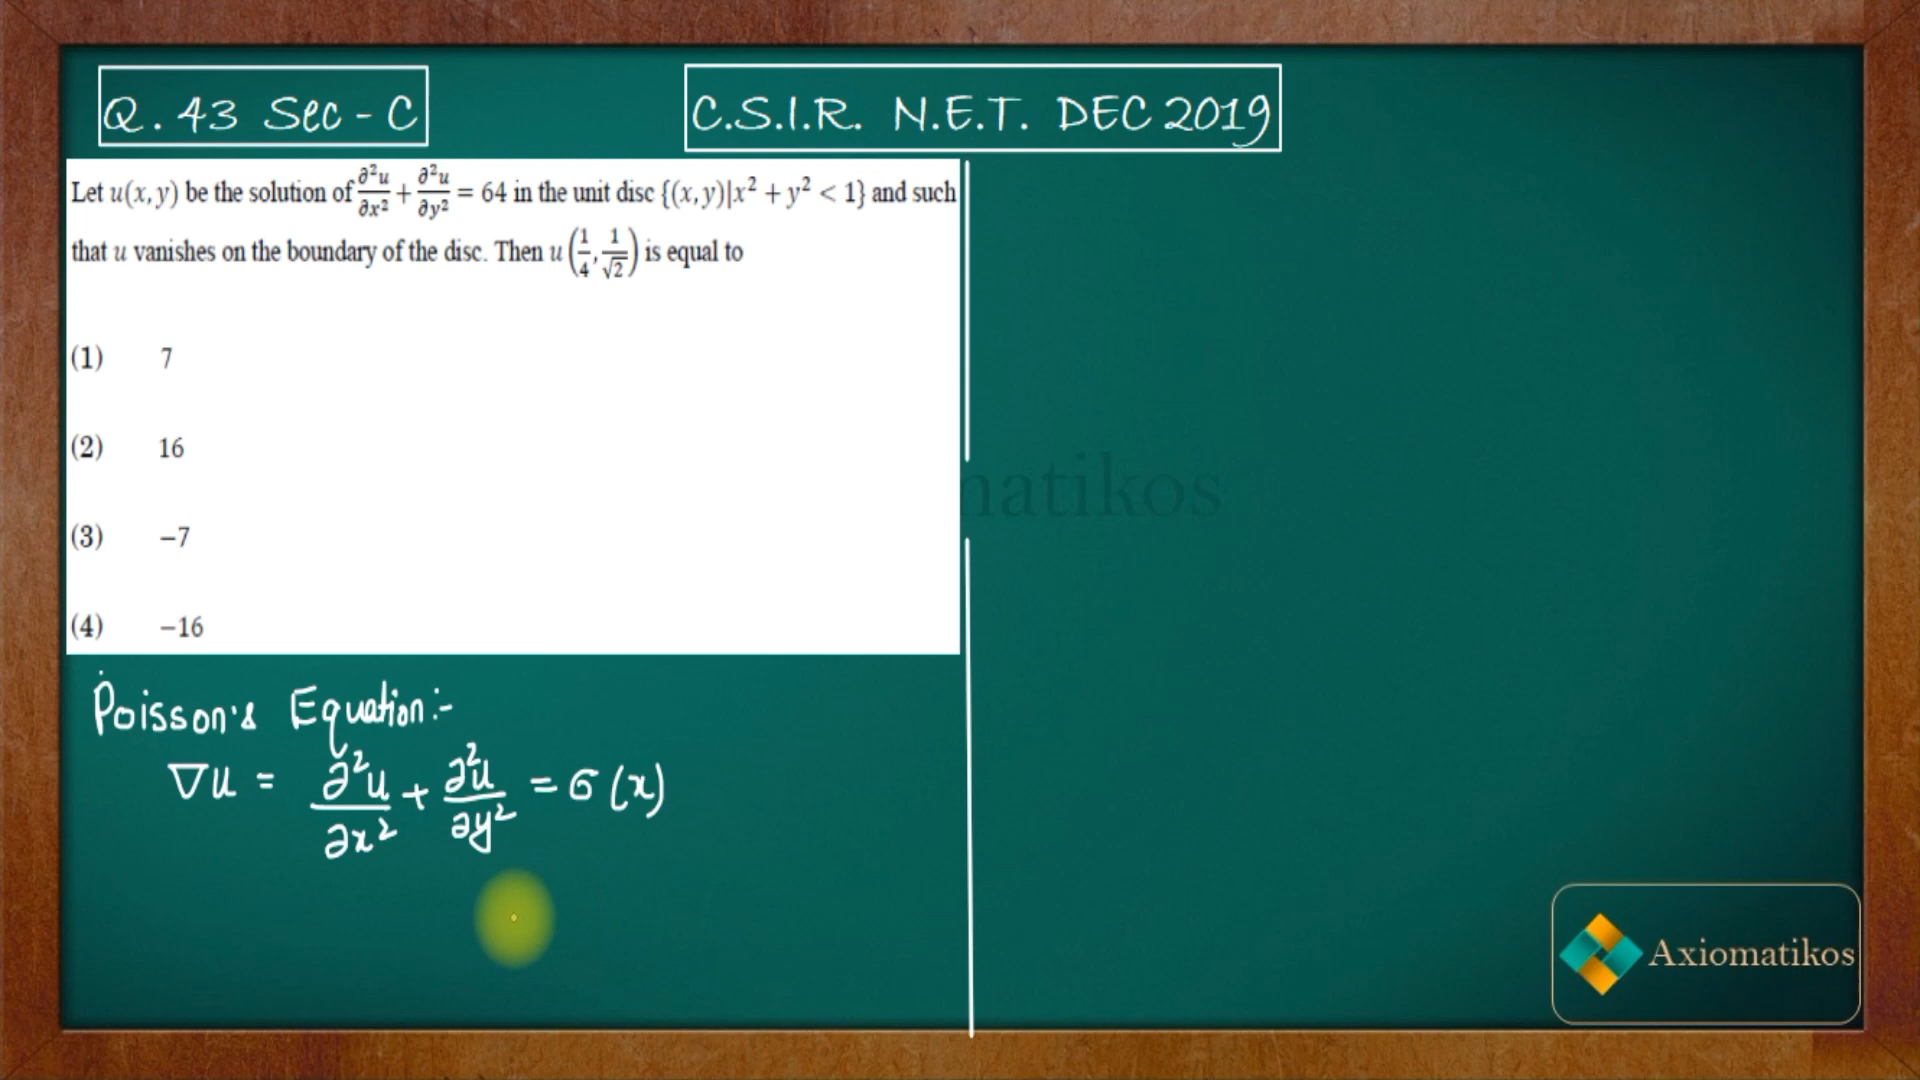 Q. 43 Sec - C
C.S.I.R. N.E.T. DEC 2019
Let u(x, y) be the solution of ∂²u/∂x² + ∂²u/∂y² = 64 in the unit disc {(x, y)|x² + y² < 1} and such
that u vanishes on the boundary of the disc. Then u (1/4, 1/√2) is equal to
(1) 7
(2) 16
(3) −7
(4) −16
Poisson's Equation:-
∇u = ∂²u/∂x² + ∂²u/∂y² = σ(x)
matikos
Axiomatikos